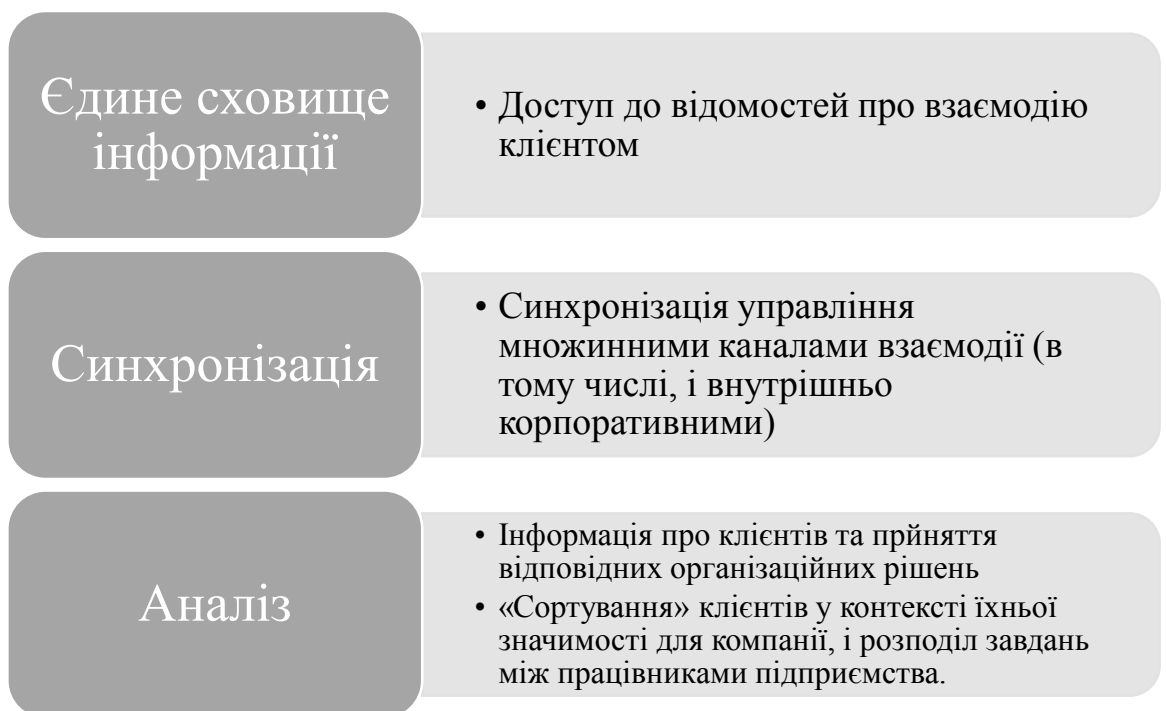 Єдине сховище
інформації
• Доступ до відомостей про взаємодію
клієнтом
Синхронізація
• Синхронізація управління
множинними каналами взаємодії (в
тому числі, і внутрішньо
корпоративними)
Аналіз
• Інформація про клієнтів та прйняття
відповідних організаційних рішень
• «Сортування» клієнтів у контексті їхньої
значимості для компанії, і розподіл завдань
між працівниками підприємства.